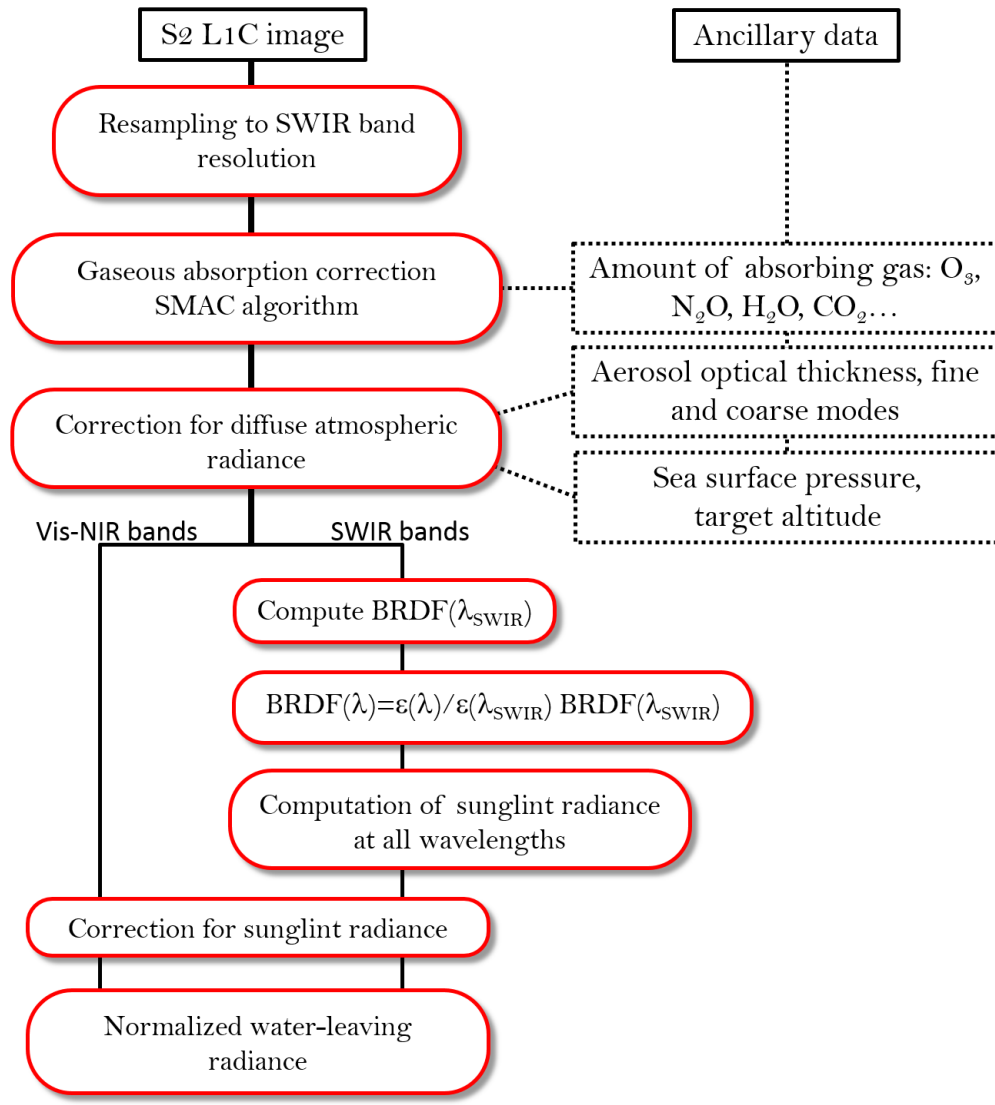 S2 L1C image
Ancillary data
Resampling to SWIR band
resolution
Gaseous absorption correction
SMAC algorithm
Amount of absorbing gas: O₃,
N₂O, H₂O, CO₂…
Correction for diffuse atmospheric
radiance
Aerosol optical thickness, fine
and coarse modes
Sea surface pressure,
target altitude
Vis-NIR bands
SWIR bands
Compute BRDF(λSWIR)
BRDF(λ)=ε(λ)/ε(λSWIR) BRDF(λSWIR)
Computation of sunglint radiance
at all wavelengths
Correction for sunglint radiance
Normalized water-leaving
radiance